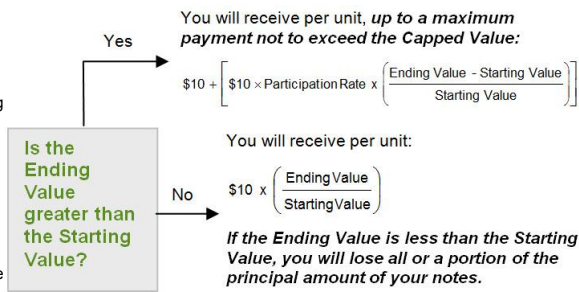 You will receive per unit, up to a maximum
payment not to exceed the Capped Value:
Yes
$10 + [ $10 × Participation Rate x ( Ending Value - Starting Value / Starting Value ) ]
g
Is the
Ending
Value
greater than
the Starting
Value?
No
You will receive per unit:
$10 x ( Ending Value / Starting Value )
If the Ending Value is less than the Starting
Value, you will lose all or a portion of the
principal amount of your notes.
e